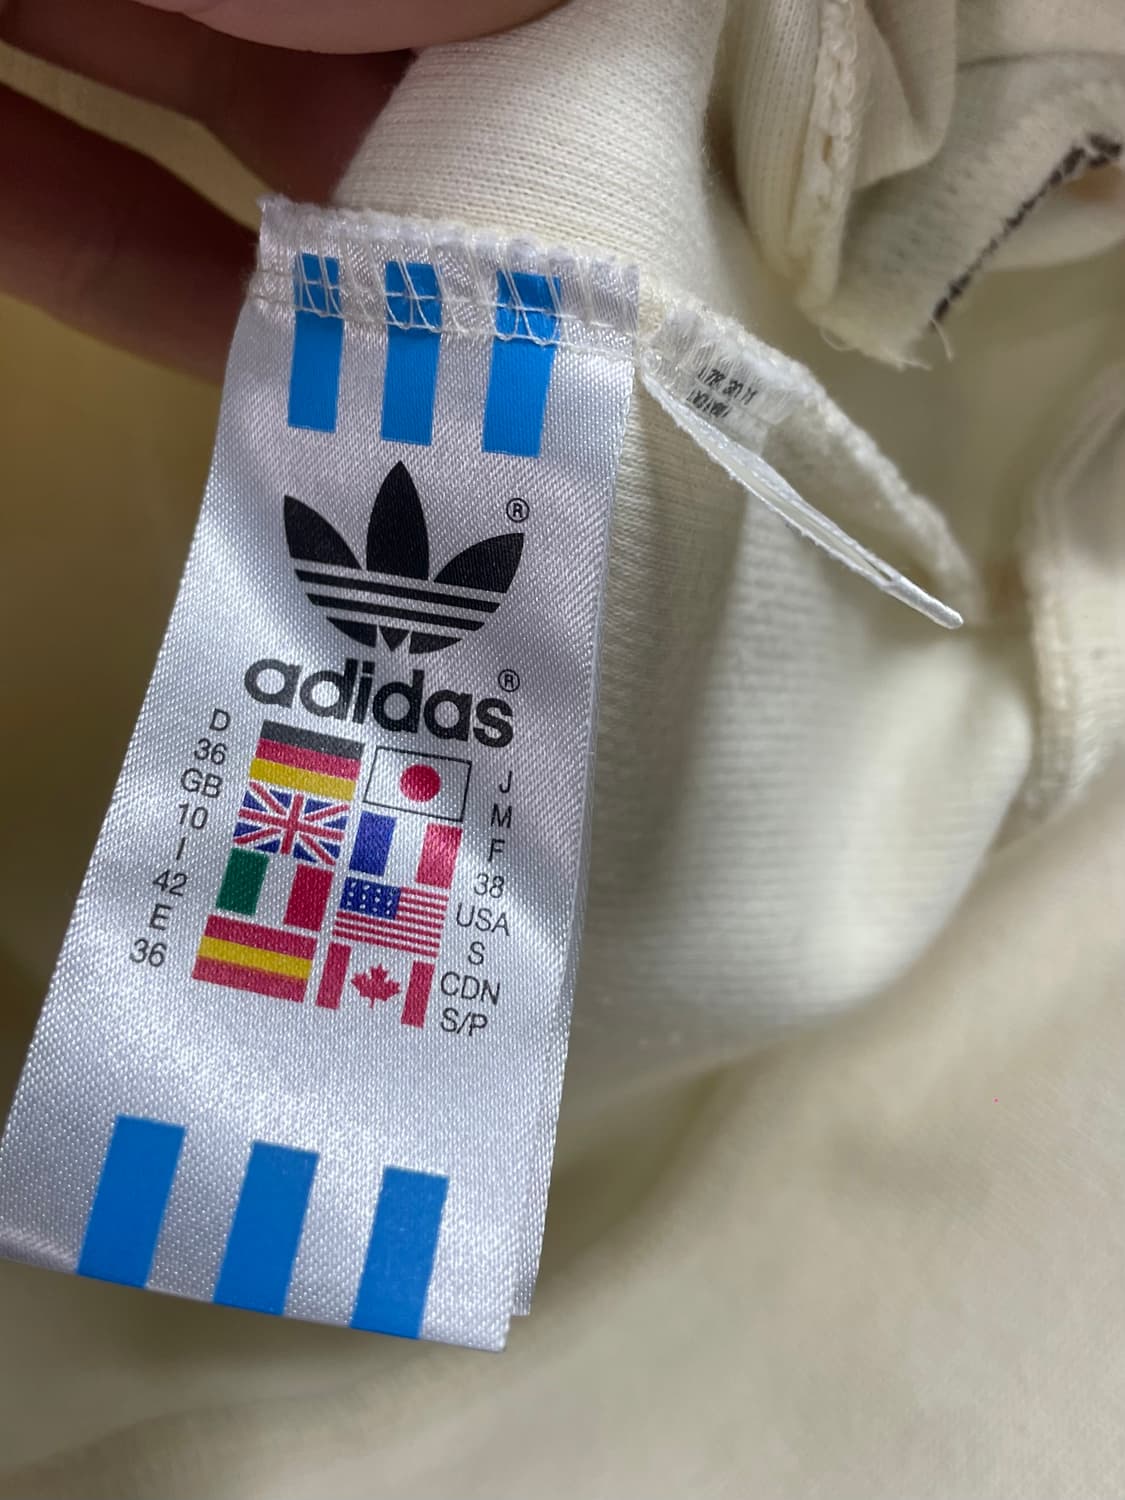 ®
adidas®
D
36
GB
10
I
42
E
36
J
M
F
38
USA
S
CDN
S/P